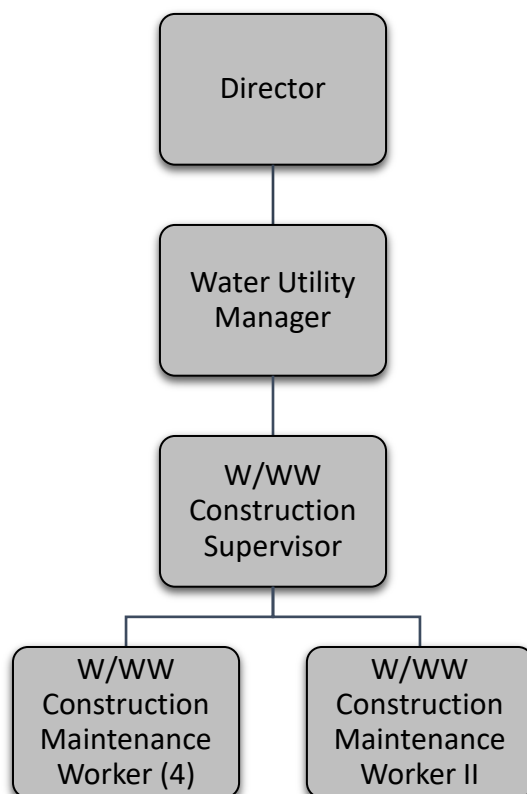 Director
Water Utility
Manager
W/WW
Construction
Supervisor
W/WW
Construction
Maintenance
Worker (4)
W/WW
Construction
Maintenance
Worker II